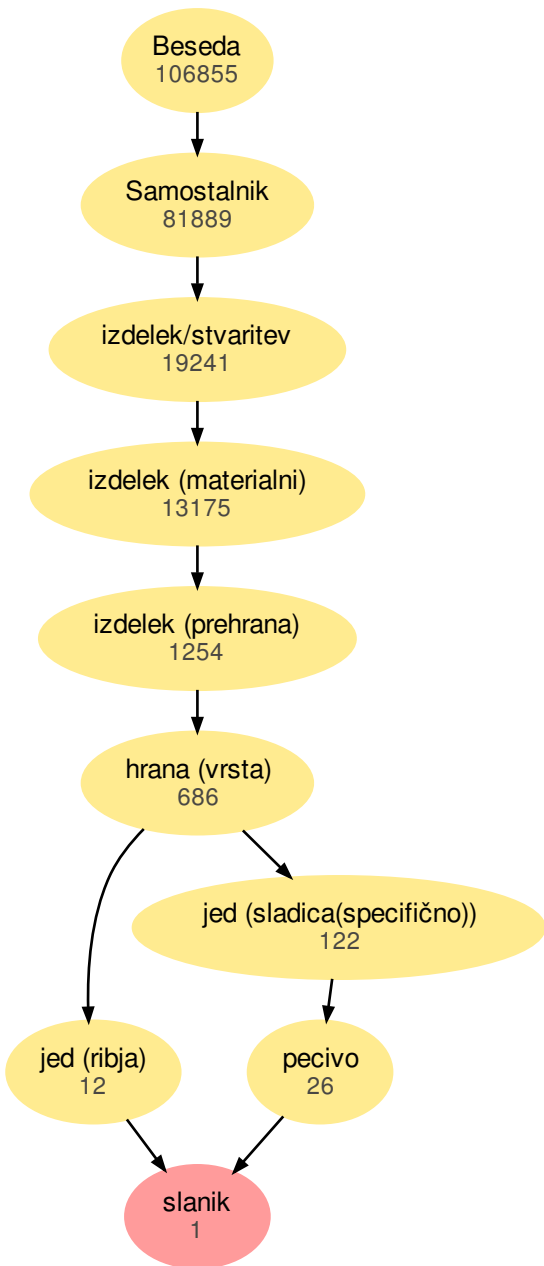 Beseda
106855
Samostalnik
81889
izdelek/stvaritev
19241
izdelek (materialni)
13175
izdelek (prehrana)
1254
hrana (vrsta)
686
jed (sladica(specifično))
122
jed (ribja)
12
pecivo
26
slanik
1